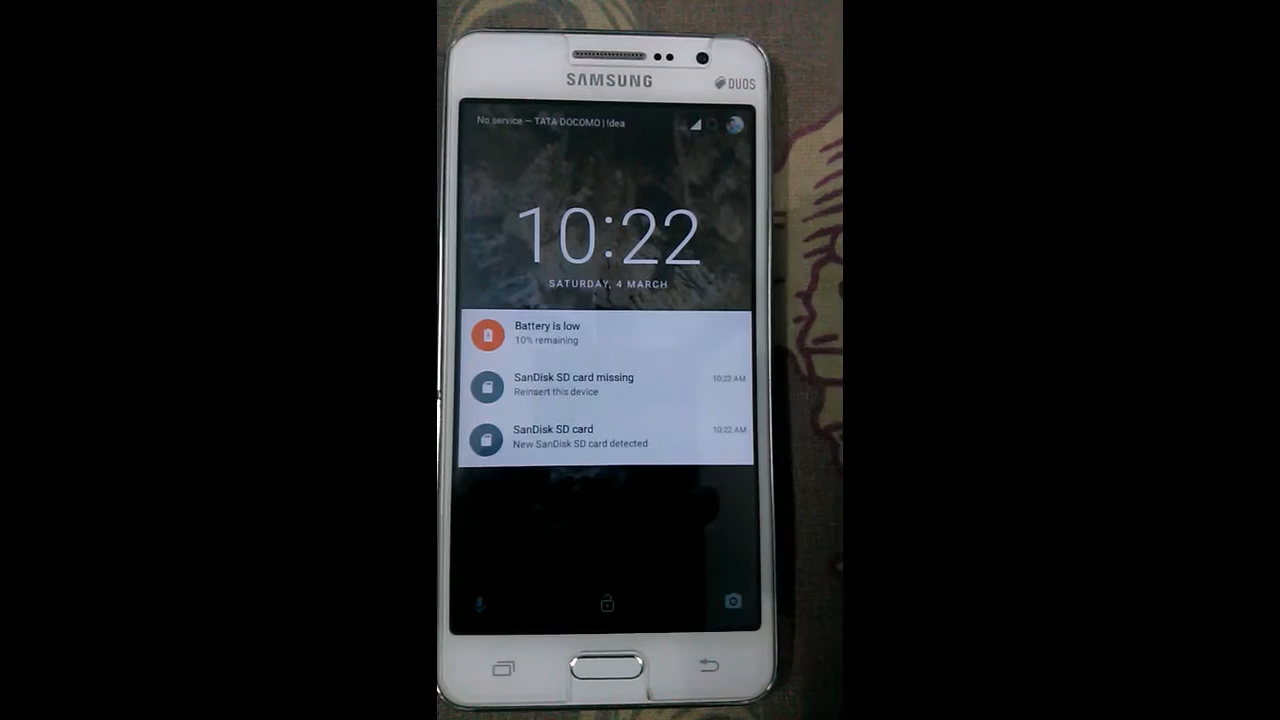 SAMSUNG
DUOS
No service — TATA DOCOMO | !dea
10:22
SATURDAY, 4 MARCH
Battery is low
10% remaining
SanDisk SD card missing 10:22 AM
Reinsert this device
SanDisk SD card 10:22 AM
New SanDisk SD card detected